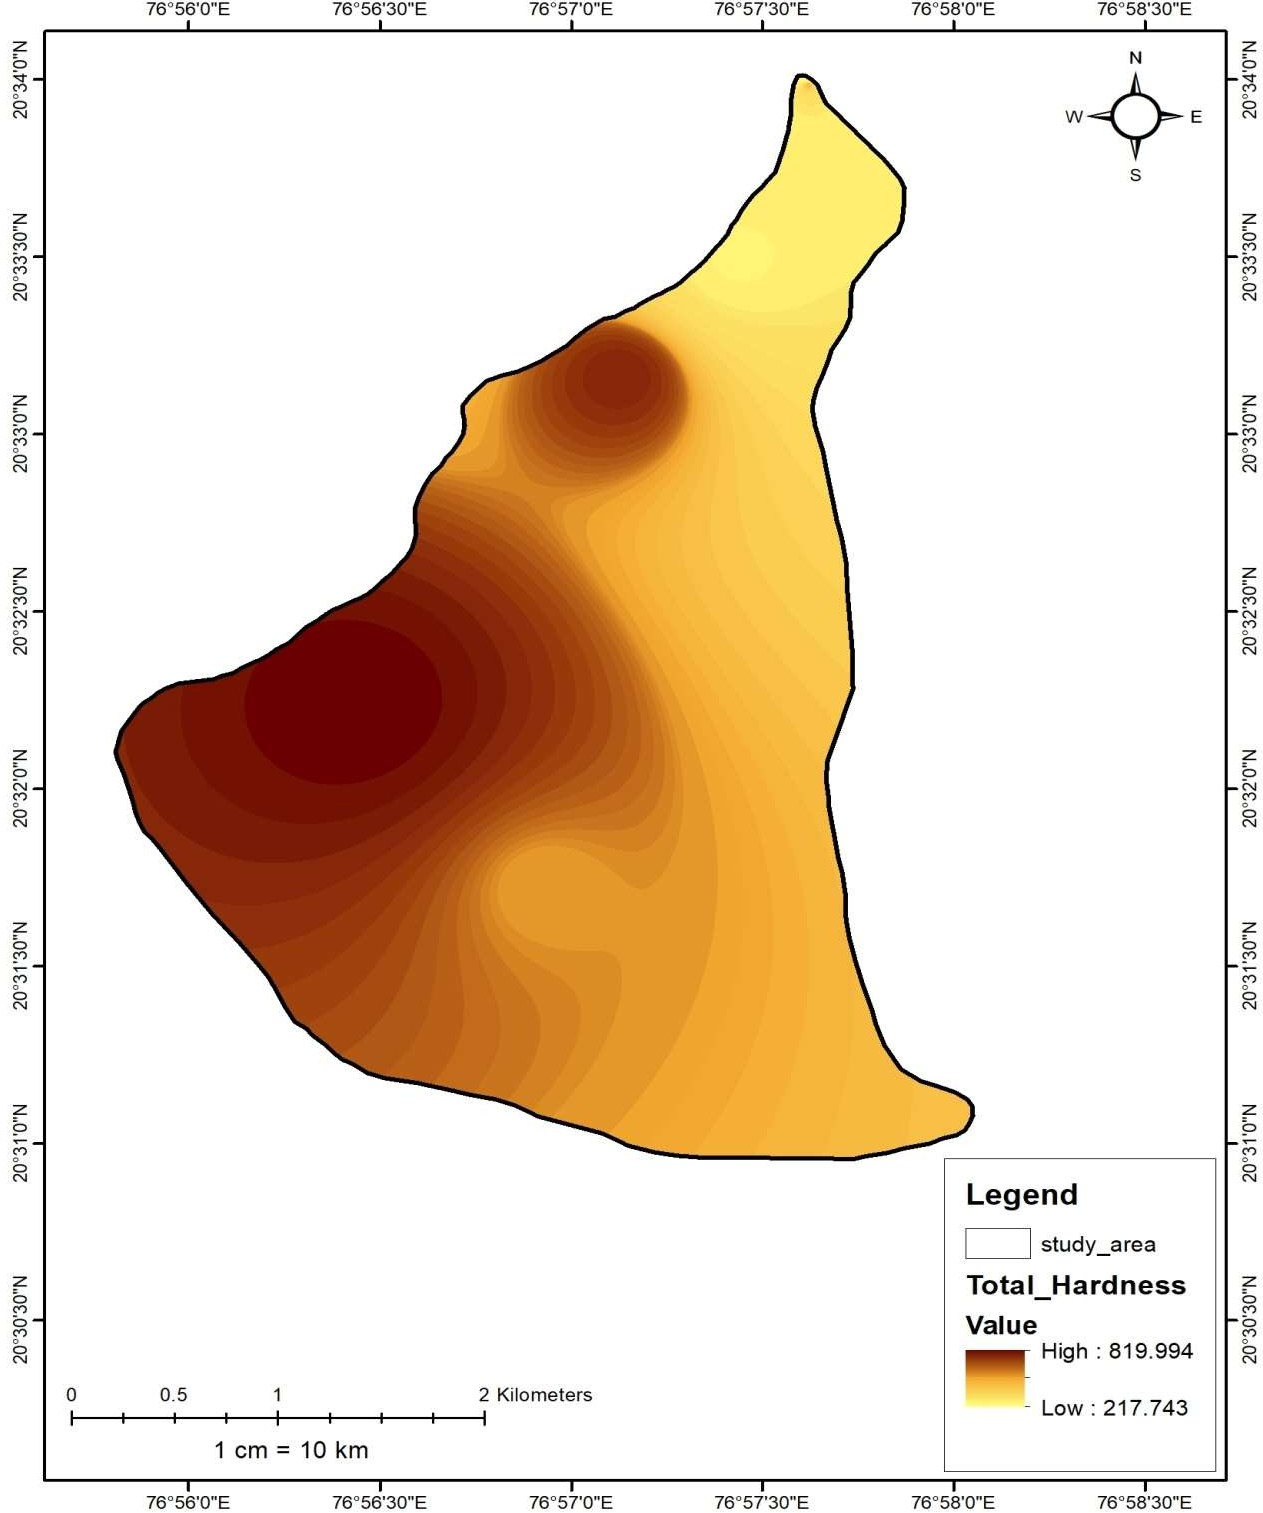 76°56'0"E 76°56'30"E 76°57'0"E 76°57'30"E 76°58'0"E 76°58'30"E
N
W E
S
20°34'0"N 20°34'0"N
20°33'30"N 20°33'30"N
20°33'0"N 20°33'0"N
20°32'30"N 20°32'30"N
20°32'0"N 20°32'0"N
20°31'30"N 20°31'30"N
20°31'0"N 20°31'0"N
20°30'30"N 20°30'30"N
Legend
study_area
Total_Hardness
Value
High : 819.994
Low : 217.743
0 0.5 1 2 Kilometers
1 cm = 10 km
76°56'0"E 76°56'30"E 76°57'0"E 76°57'30"E 76°58'0"E 76°58'30"E